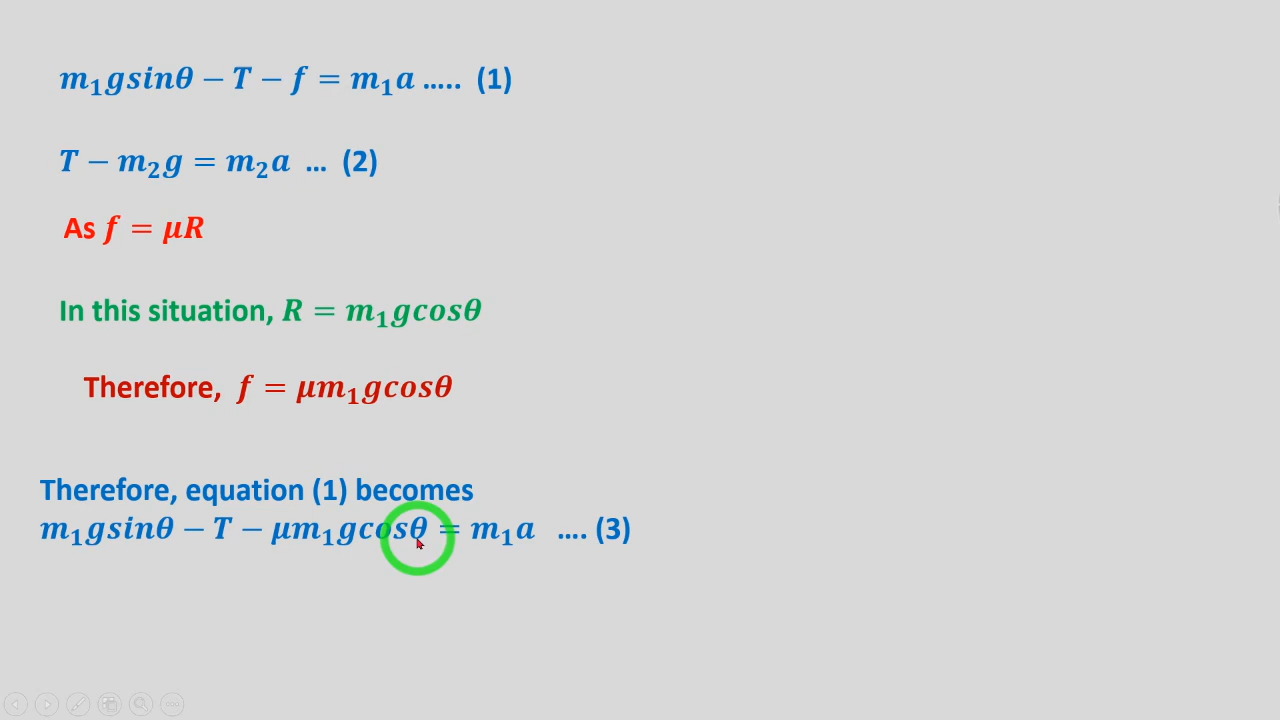 m₁gsinθ − T − f = m₁a ..... (1)
T − m₂g = m₂a ... (2)
As f = μR
In this situation, R = m₁gcosθ
Therefore, f = μm₁gcosθ
Therefore, equation (1) becomes
m₁gsinθ − T − μm₁gcosθ = m₁a .... (3)